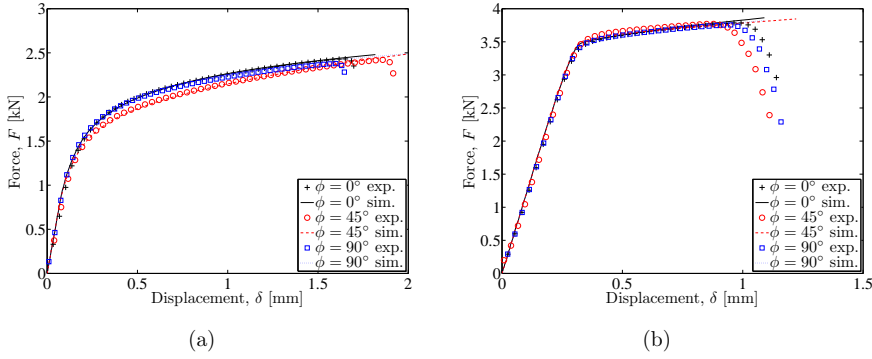 3
2.5
2
1.5
1
0.5
0
Force, F [kN]
0 0.5 1 1.5 2
Displacement, δ [mm]
ϕ = 0° exp.
ϕ = 0° sim.
ϕ = 45° exp.
ϕ = 45° sim.
ϕ = 90° exp.
ϕ = 90° sim.
(a)
4
3.5
3
2.5
2
1.5
1
0.5
0
Force, F [kN]
0 0.5 1 1.5
Displacement, δ [mm]
ϕ = 0° exp.
ϕ = 0° sim.
ϕ = 45° exp.
ϕ = 45° sim.
ϕ = 90° exp.
ϕ = 90° sim.
(b)